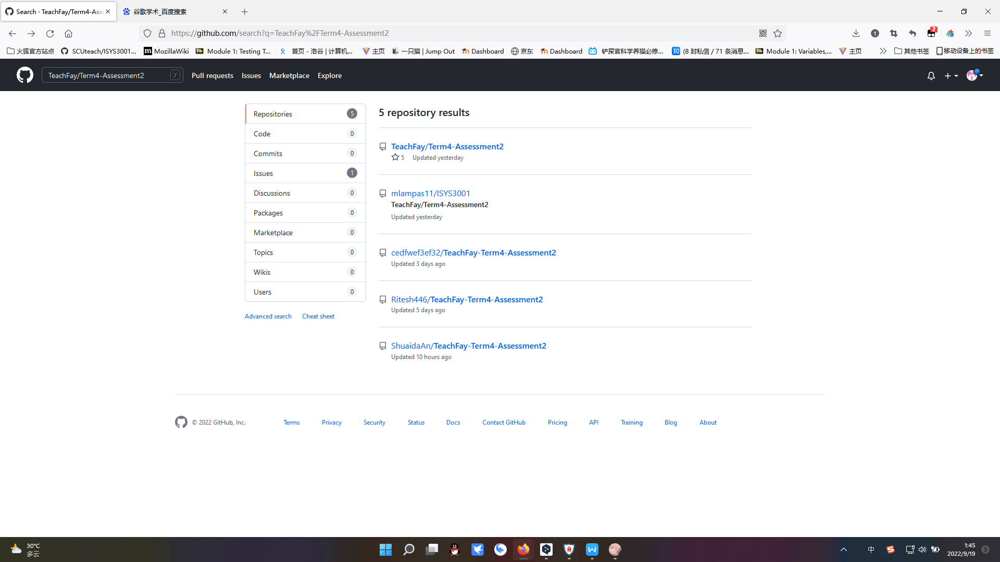 Search · TeachFay/Term4-Ass
谷歌学术_百度搜索
https://github.com/search?q=TeachFay%2FTerm4-Assessment2
1
2
火狐官方站点
SCUteach/ISYS3001...
m MozillaWiki
Bb Module 1: Testing T...
首页 - 洛谷 | 计算机...
主页
一只猫 | Jump Out
Dashboard
京东
Dashboard
铲屎官科学养猫必修...
知 (8 封私信 / 71 条消息...
Bb Module 1: Variables,...
主页
其他书签
移动设备上的书签
TeachFay/Term4-Assessment2 /
Pull requests
Issues
Marketplace
Explore
Repositories 5
Code 0
Commits 0
Issues 1
Discussions 0
Packages 0
Marketplace 0
Topics 0
Wikis 0
Users 0
Advanced search
Cheat sheet
5 repository results
TeachFay/Term4-Assessment2
5 Updated yesterday
mlampas11/ISYS3001
TeachFay/Term4-Assessment2
Updated yesterday
cedfwef3ef32/TeachFay-Term4-Assessment2
Updated 3 days ago
Ritesh446/TeachFay-Term4-Assessment2
Updated 5 days ago
ShuaidaAn/TeachFay-Term4-Assessment2
Updated 10 hours ago
© 2022 GitHub, Inc.
Terms
Privacy
Security
Status
Docs
Contact GitHub
Pricing
API
Training
Blog
About
30°C
多云
中
1:45
2022/9/19
3